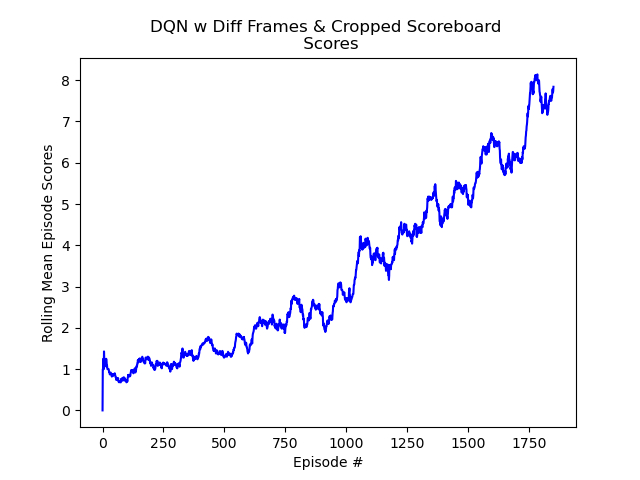 DQN w Diff Frames & Cropped Scoreboard
Scores
Rolling Mean Episode Scores
8
7
6
5
4
3
2
1
0
0 250 500 750 1000 1250 1500 1750
Episode #